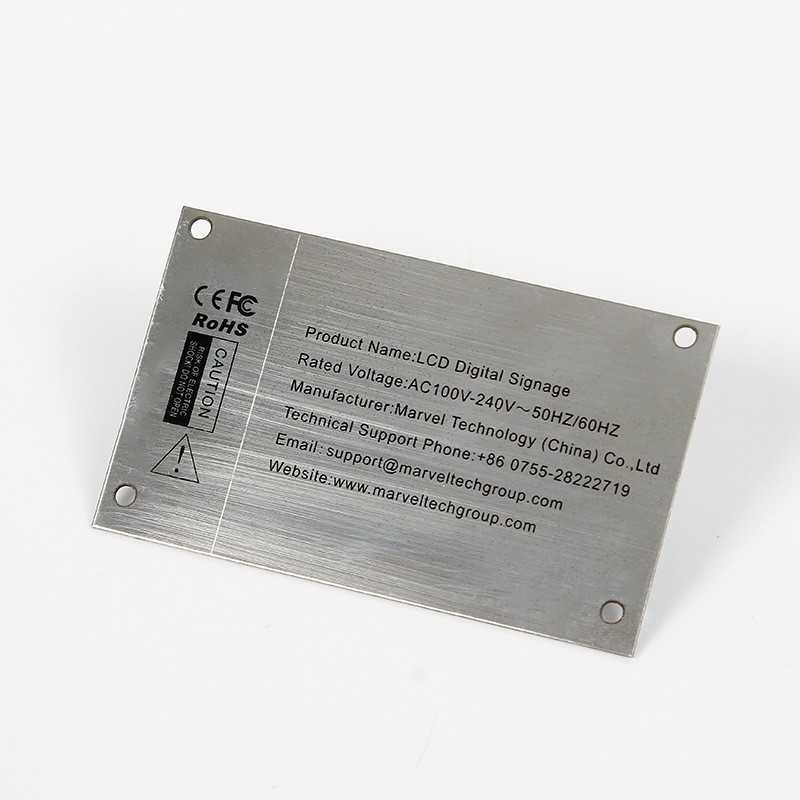 CE FC
RoHS
CAUTION
RISK OF ELECTRIC
SHOCK DO NOT OPEN
!
Product Name:LCD Digital Signage
Rated Voltage:AC100V-240V~50HZ/60HZ
Manufacturer:Marvel Technology (China) Co.,Ltd
Technical Support Phone:+86 0755-28222719
Email:support@marveltechgroup.com
Website:www.marveltechgroup.com